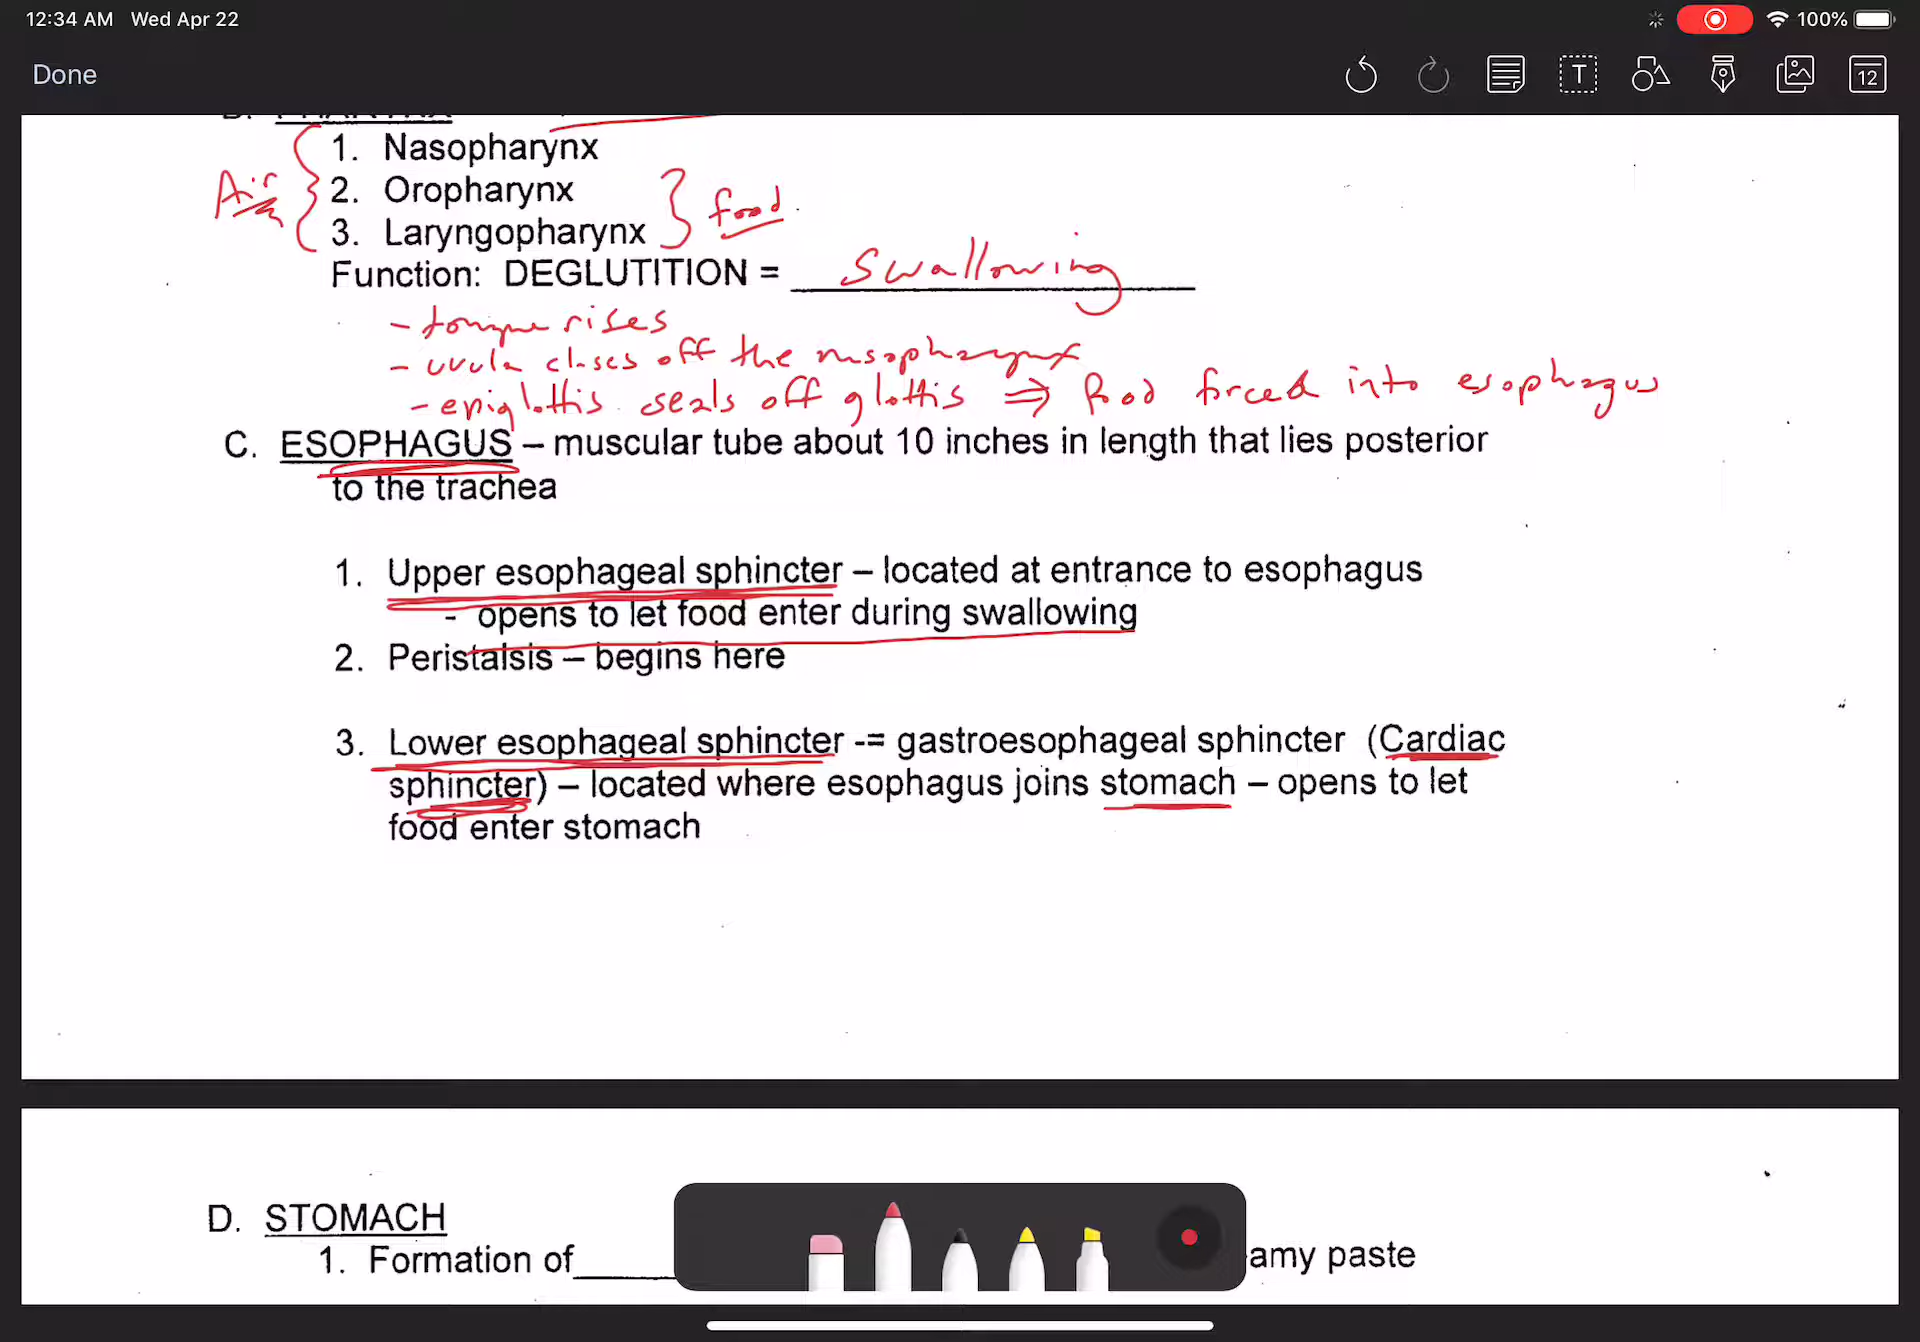 12:34 AM Wed Apr 22 100%
Done T 12
1. Nasopharynx
Air 2. Oropharynx food
3. Laryngopharynx
Function: DEGLUTITION = Swallowing
- tongue rises
- uvula closes off the nasopharynx
- epiglottis seals off glottis ⇒ food forced into esophagus
C. ESOPHAGUS – muscular tube about 10 inches in length that lies posterior
to the trachea
1. Upper esophageal sphincter – located at entrance to esophagus
- opens to let food enter during swallowing
2. Peristalsis – begins here
3. Lower esophageal sphincter -= gastroesophageal sphincter (Cardiac
sphincter) – located where esophagus joins stomach – opens to let
food enter stomach
D. STOMACH
1. Formation of amy paste